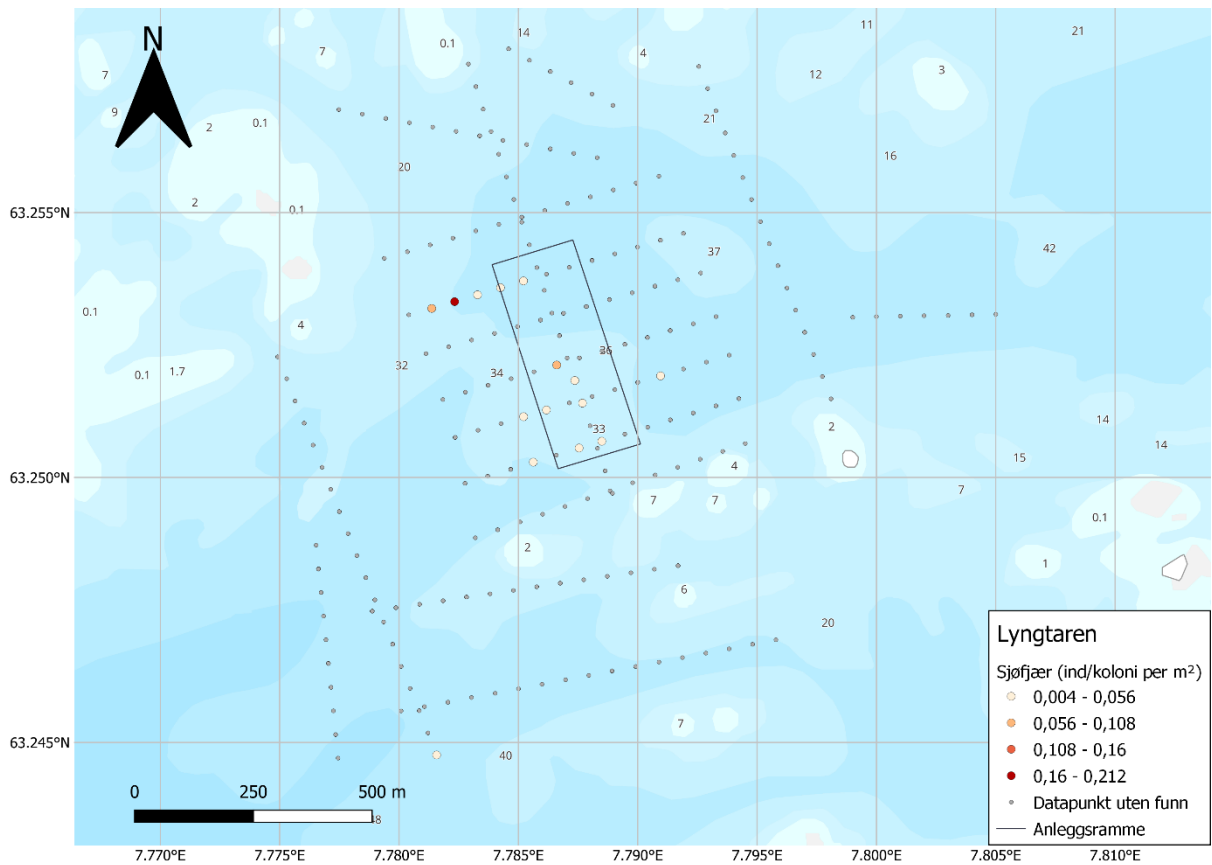 N
14
11
21
0.1
7
4
7
12
3
9
2
0.1
21
16
20
2
0.1
63.255°N
37
42
0.1
4
36
32
34
0.1
1.7
14
2
33
14
15
4
63.250°N
7
7
7
0.1
2
1
6
20
7
63.245°N
40
0
250
500 m
48
Lyngtaren
Sjøfjær (ind/koloni per m²)
0,004 - 0,056
0,056 - 0,108
0,108 - 0,16
0,16 - 0,212
Datapunkt uten funn
Anleggsramme
7.770°E
7.775°E
7.780°E
7.785°E
7.790°E
7.795°E
7.800°E
7.805°E
7.810°E